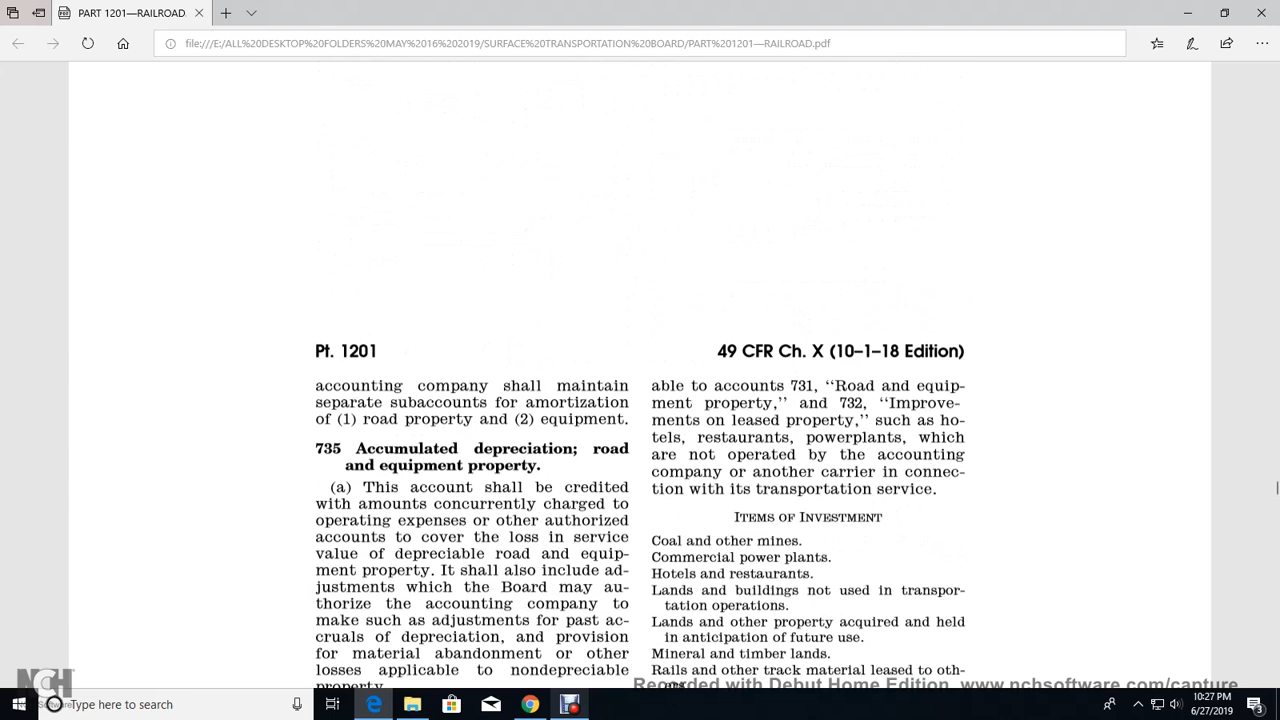 PART 1201—RAILROAD
file:///E:/ALL%20DESKTOP%20FOLDERS%20MAY%2016%202019/SURFACE%20TRANSPORTATION%20BOARD/PART%201201—RAILROAD.pdf
Pt. 1201
49 CFR Ch. X (10–1–18 Edition)
accounting company shall maintain
separate subaccounts for amortization
of (1) road property and (2) equipment.
735 Accumulated depreciation; road
and equipment property.
(a) This account shall be credited
with amounts concurrently charged to
operating expenses or other authorized
accounts to cover the loss in service
value of depreciable road and equip-
ment property. It shall also include ad-
justments which the Board may au-
thorize the accounting company to
make such as adjustments for past ac-
cruals of depreciation, and provision
for material abandonment or other
losses applicable to nondepreciable
property.
able to accounts 731, ‘‘Road and equip-
ment property,’’ and 732, ‘‘Improve-
ments on leased property,’’ such as ho-
tels, restaurants, powerplants, which
are not operated by the accounting
company or another carrier in connec-
tion with its transportation service.
ITEMS OF INVESTMENT
Coal and other mines.
Commercial power plants.
Hotels and restaurants.
Lands and buildings not used in transpor-
tation operations.
Lands and other property acquired and held
in anticipation of future use.
Mineral and timber lands.
Rails and other track material leased to oth-
ers.
Recorded with Debut Home Edition www.nchsoftware.com/capture
NCH
Software
Type here to search
10:27 PM
6/27/2019
3